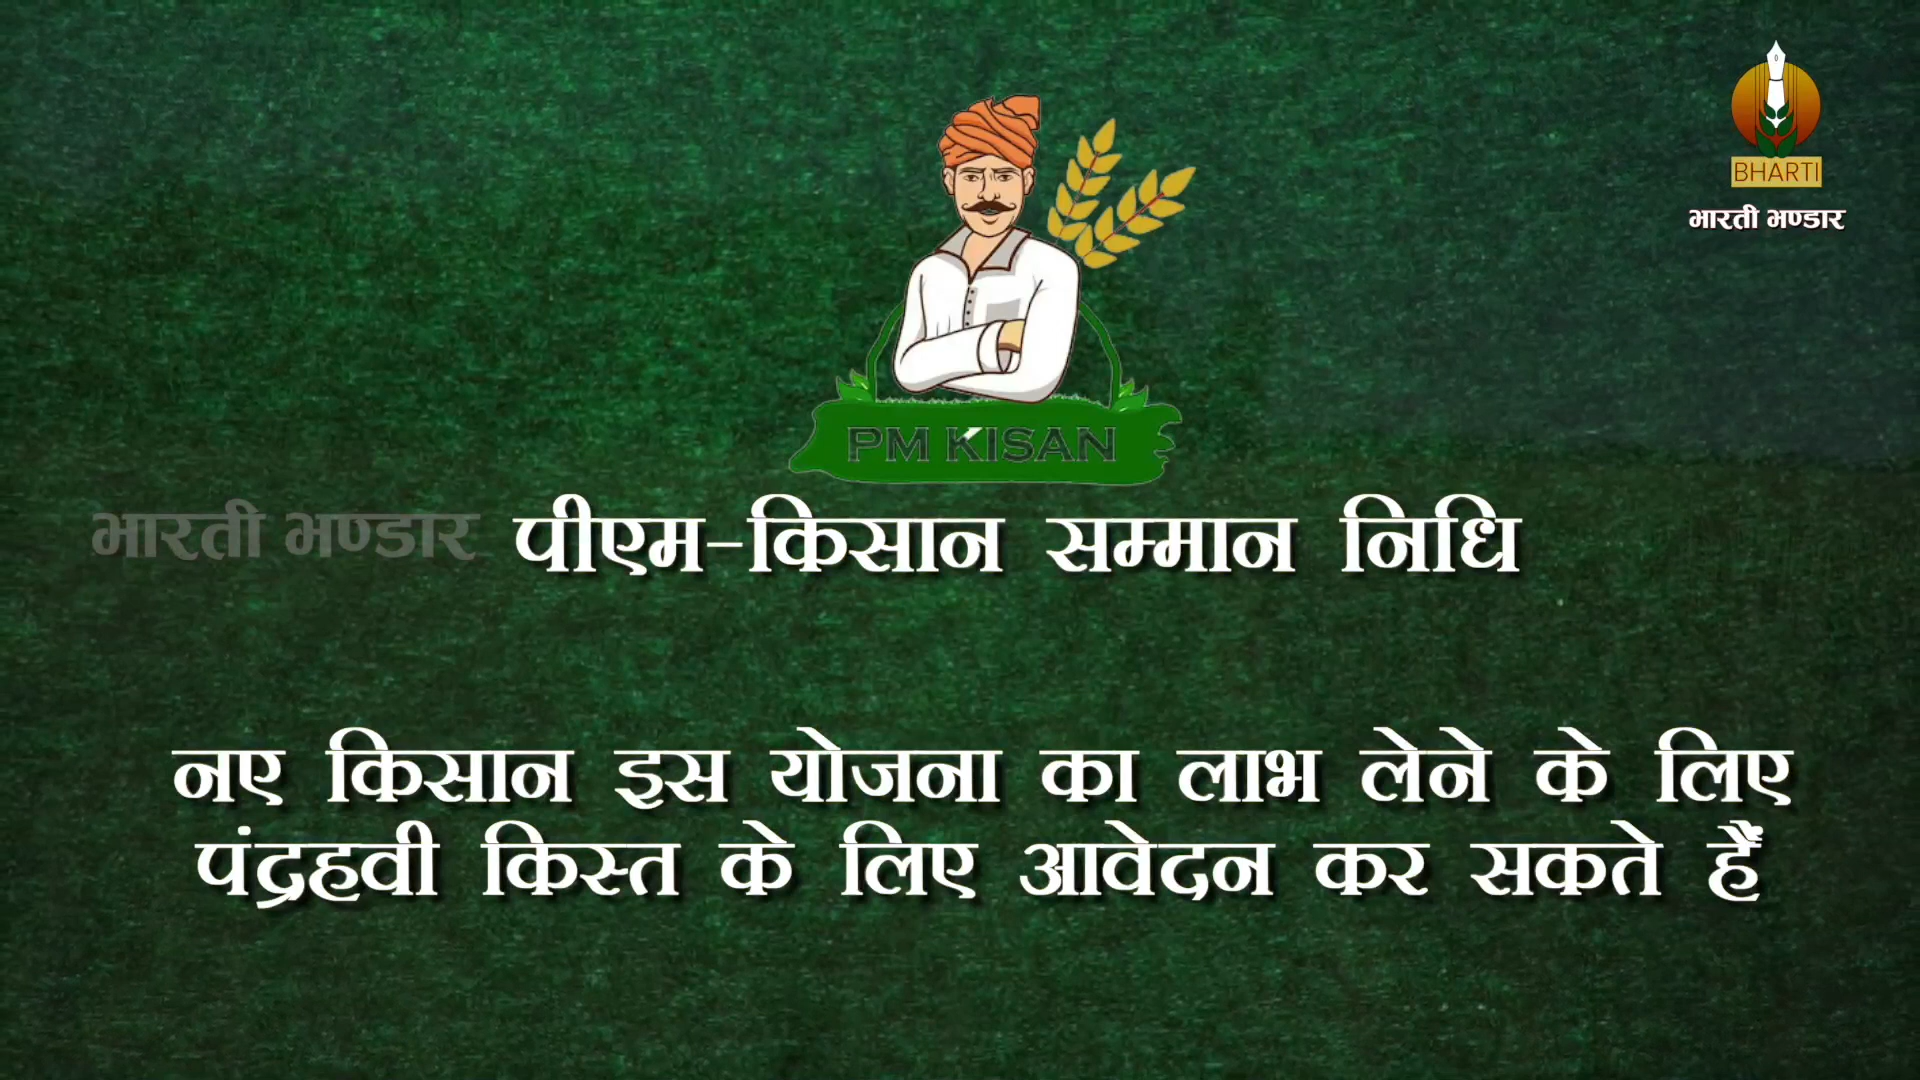 BHARTI
भारती भण्डार
PM KISAN
भारती भण्डार
पीएम-किसान सम्मान निधि
नए किसान इस योजना का लाभ लेने के लिए
पंद्रहवी किस्त के लिए आवेदन कर सकते हैं